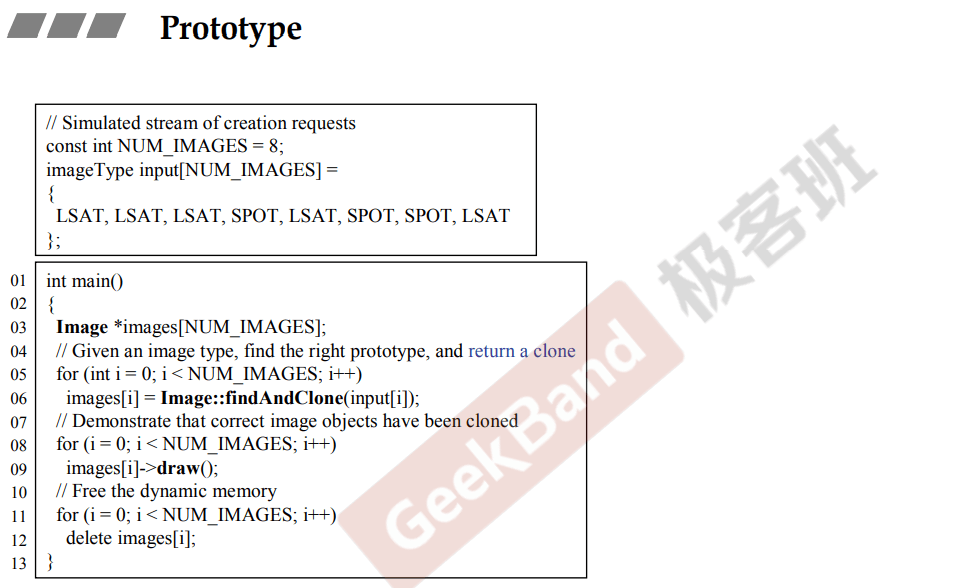 Prototype
// Simulated stream of creation requests
const int NUM_IMAGES = 8;
imageType input[NUM_IMAGES] =
{
LSAT, LSAT, LSAT, SPOT, LSAT, SPOT, SPOT, LSAT
};
01 int main()
02 {
03 Image *images[NUM_IMAGES];
04 // Given an image type, find the right prototype, and return a clone
05 for (int i = 0; i < NUM_IMAGES; i++)
06 images[i] = Image::findAndClone(input[i]);
07 // Demonstrate that correct image objects have been cloned
08 for (i = 0; i < NUM_IMAGES; i++)
09 images[i]->draw();
10 // Free the dynamic memory
11 for (i = 0; i < NUM_IMAGES; i++)
12 delete images[i];
13 }
GeekBand 极客班